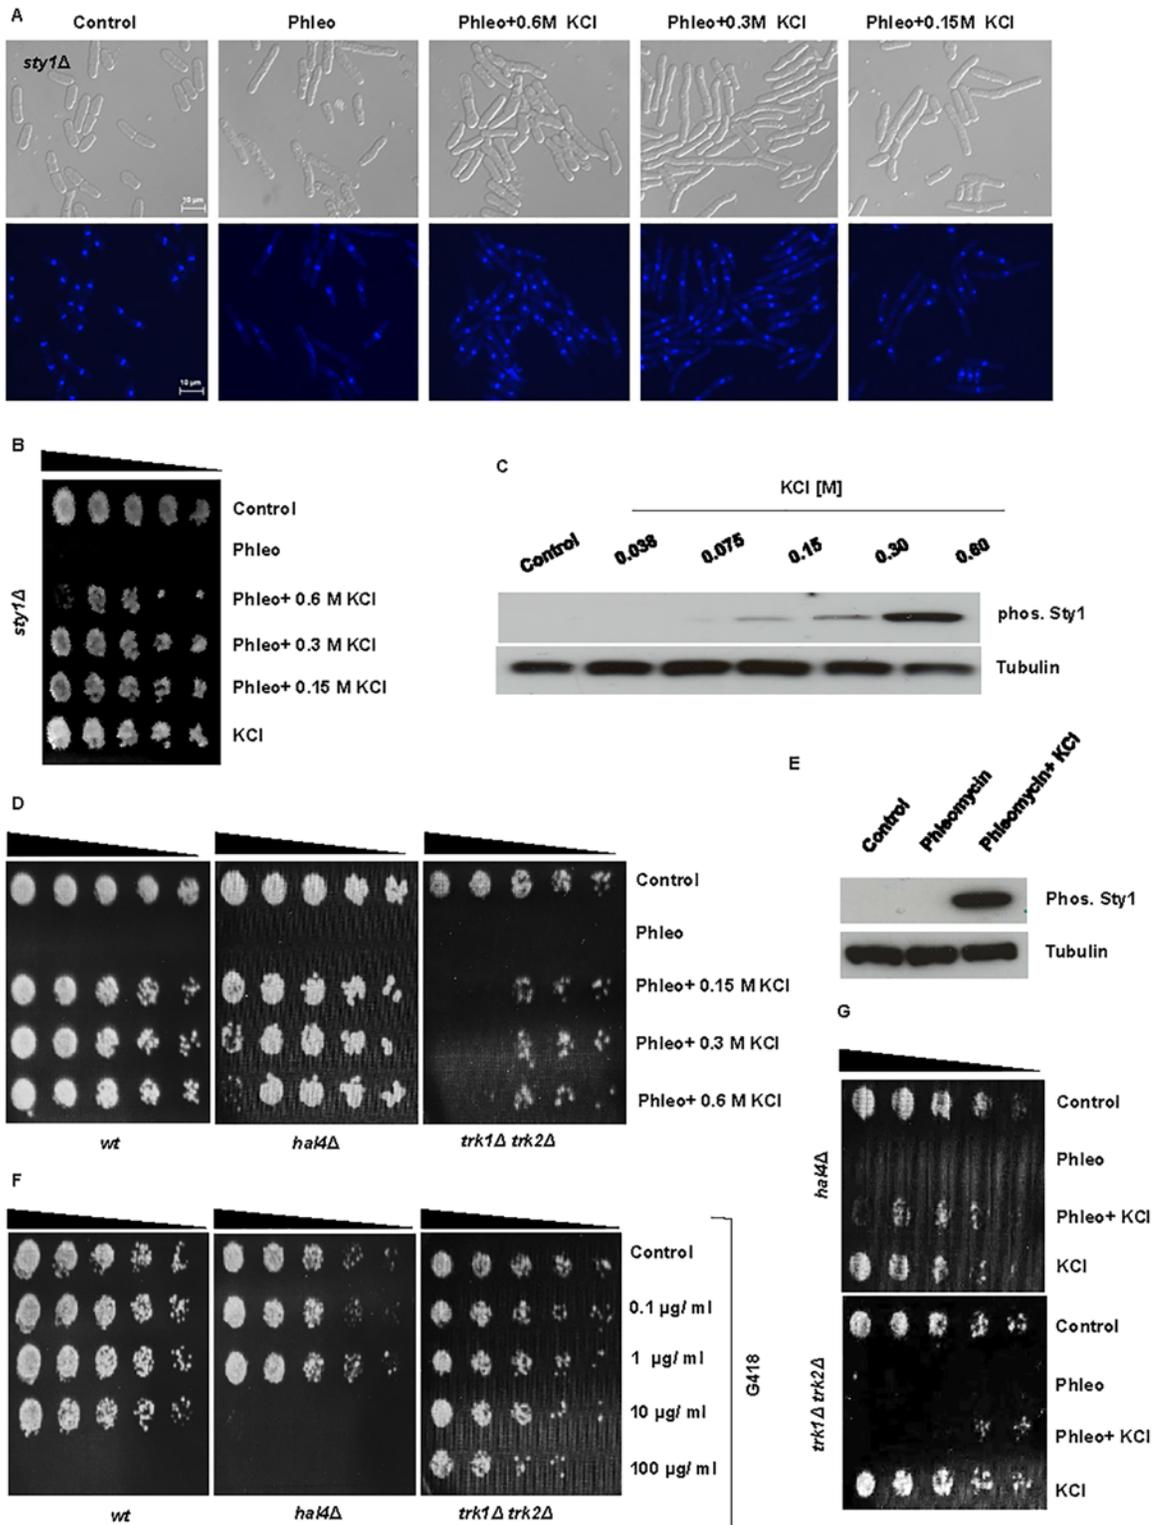 A
Control
Phleo
Phleo+0.6M KCl
Phleo+0.3M KCl
Phleo+0.15M KCl
sty1Δ
10 µm
10 µm
B
sty1Δ
Control
Phleo
Phleo+ 0.6 M KCl
Phleo+ 0.3 M KCl
Phleo+ 0.15 M KCl
KCl
C
KCl [M]
Control
0.038
0.075
0.15
0.30
0.60
phos. Sty1
Tubulin
D
Control
Phleo
Phleo+ 0.15 M KCl
Phleo+ 0.3 M KCl
Phleo+ 0.6 M KCl
wt
hal4Δ
trk1Δ trk2Δ
E
Control
Phleomycin
Phleomycin+ KCl
Phos. Sty1
Tubulin
F
Control
0.1 µg/ ml
1 µg/ ml
10 µg/ ml
100 µg/ ml
G418
wt
hal4Δ
trk1Δ trk2Δ
G
hal4Δ
Control
Phleo
Phleo+ KCl
KCl
trk1Δ trk2Δ
Control
Phleo
Phleo+ KCl
KCl